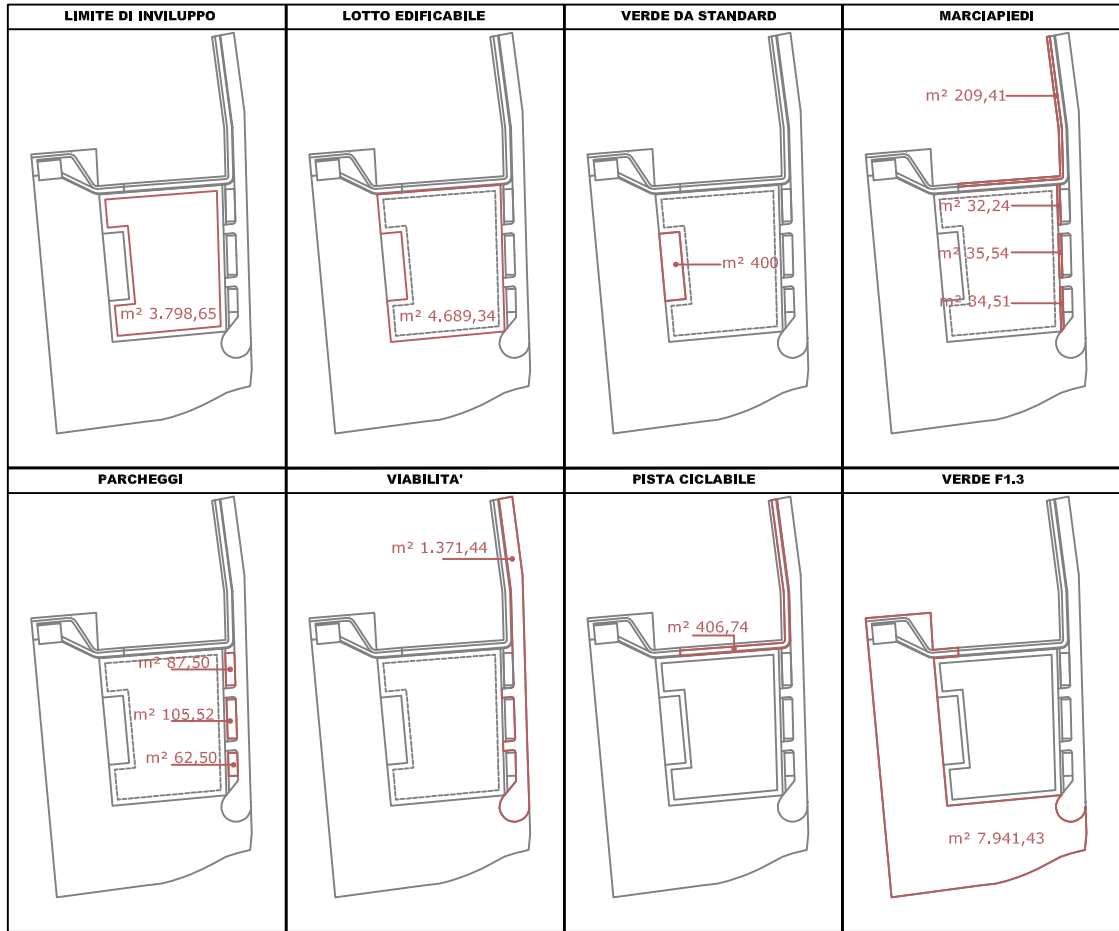 LIMITE DI INVILUPPO
LOTTO EDIFICABILE
VERDE DA STANDARD
MARCIAPIEDI
m² 3.798,65
m² 4.689,34
m² 400
m² 209,41
m² 32,24
m² 35,54
m² 34,51
PARCHEGGI
VIABILITA'
PISTA CICLABILE
VERDE F1.3
m² 87,50
m² 105,52
m² 62,50
m² 1.371,44
m² 406,74
m² 7.941,43